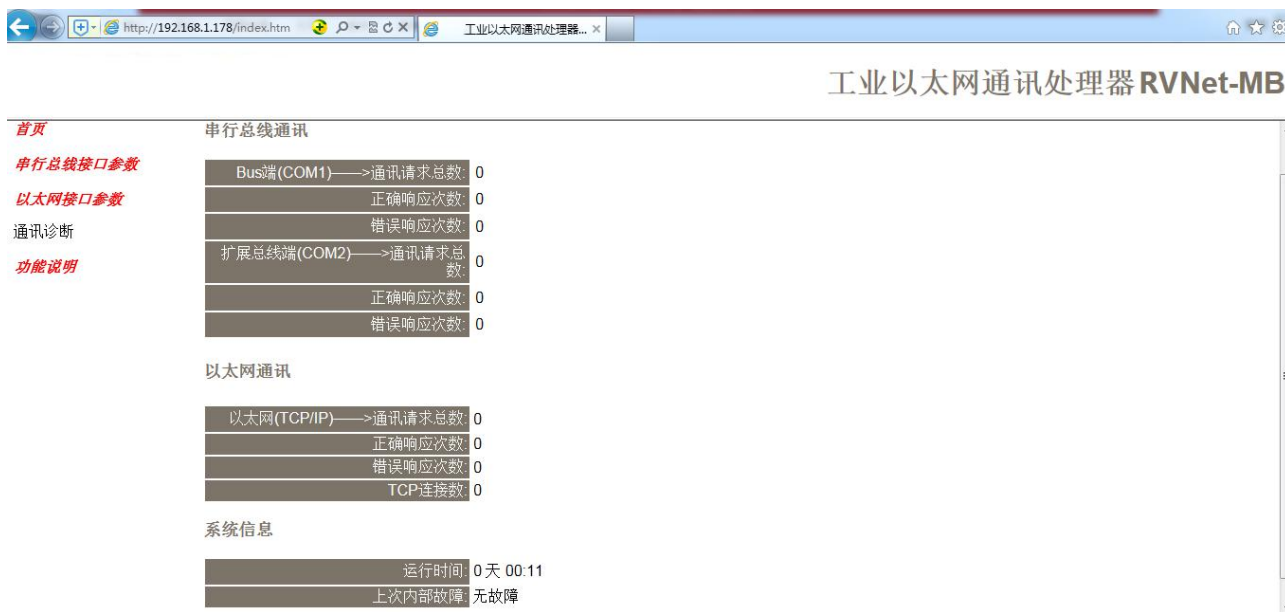 http://192.168.1.178/index.htm
工业以太网通讯处理器...
工业以太网通讯处理器RVNet-MB
首页
串行总线接口参数
以太网接口参数
通讯诊断
功能说明
串行总线通讯
Bus端(COM1)——>通讯请求总数: 0
正确响应次数: 0
错误响应次数: 0
扩展总线端(COM2)——>通讯请求总
数: 0
正确响应次数: 0
错误响应次数: 0
以太网通讯
以太网(TCP/IP)——>通讯请求总数: 0
正确响应次数: 0
错误响应次数: 0
TCP连接数: 0
系统信息
运行时间: 0 天 00:11
上次内部故障: 无故障